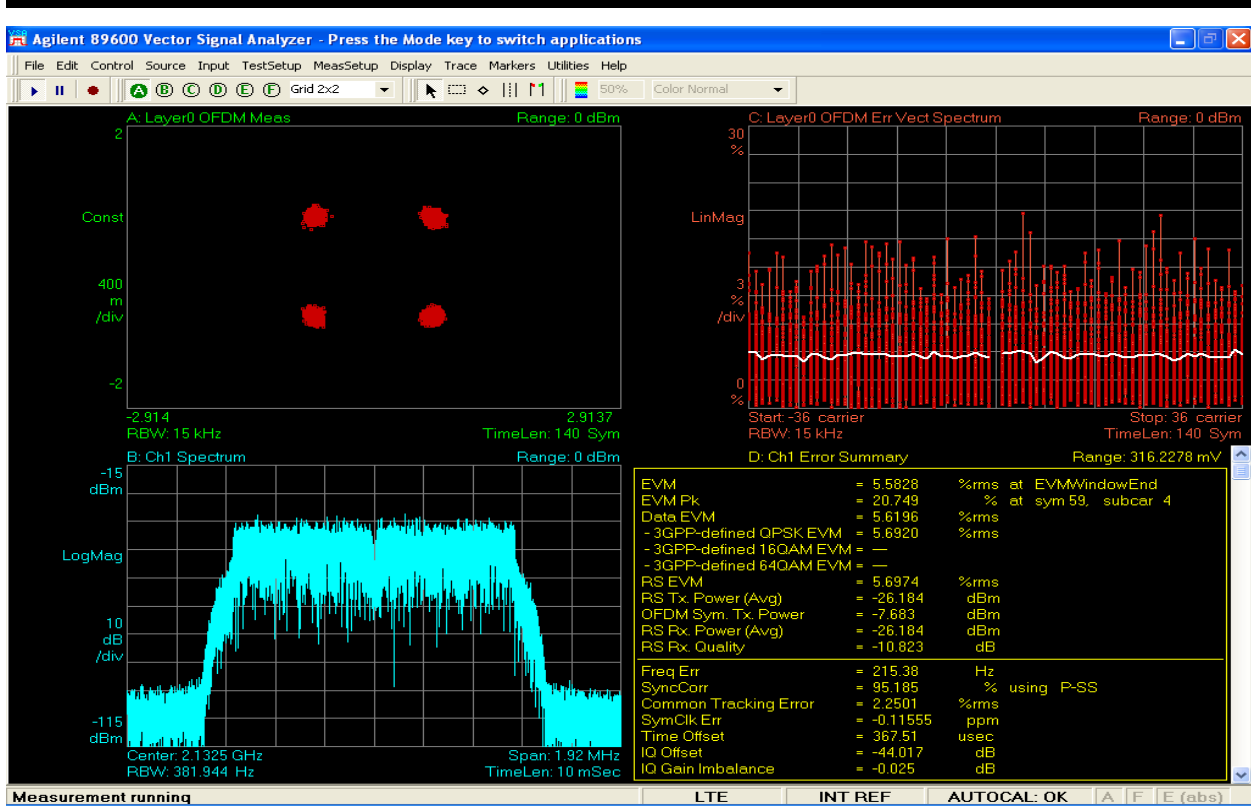 Agilent 89600 Vector Signal Analyzer - Press the Mode key to switch applications
File Edit Control Source Input TestSetup MeasSetup Display Trace Markers Utilities Help
A B C D E F Grid 2x2 50% Color Normal
A: Layer0 OFDM Meas Range: 0 dBm
2
Const
400
m
/div
-2
-2.914 2.9137
RBW: 15 kHz TimeLen: 140 Sym
C: Layer0 OFDM Err Vect Spectrum Range: 0 dBm
30
%
LinMag
3
%
/div
0
%
Start: -36 carrier Stop: 36 carrier
RBW: 15 kHz TimeLen: 140 Sym
B: Ch1 Spectrum Range: 0 dBm
-15
dBm
LogMag
10
dB
/div
-115
dBm
Center: 2.1325 GHz Span: 1.92 MHz
RBW: 381.944 Hz TimeLen: 10 mSec
D: Ch1 Error Summary Range: 316.2278 mV
EVM = 5.5828 %rms at EVMWindowEnd
EVM Pk = 20.749 % at sym 59, subcar 4
Data EVM = 5.6196 %rms
- 3GPP-defined QPSK EVM = 5.6920 %rms
- 3GPP-defined 16QAM EVM = —
- 3GPP-defined 64QAM EVM = —
RS EVM = 5.6974 %rms
RS Tx. Power (Avg) = -26.184 dBm
OFDM Sym. Tx. Power = -7.683 dBm
RS Rx. Power (Avg) = -26.184 dBm
RS Rx. Quality = -10.823 dB
Freq Err = 215.38 Hz
SyncCorr = 95.185 % using P-SS
Common Tracking Error = 2.2501 %rms
SymClk Err = -0.11555 ppm
Time Offset = 367.51 usec
IQ Offset = -44.017 dB
IQ Gain Imbalance = -0.025 dB
Measurement running LTE INT REF AUTOCAL: OK A F E (abs)